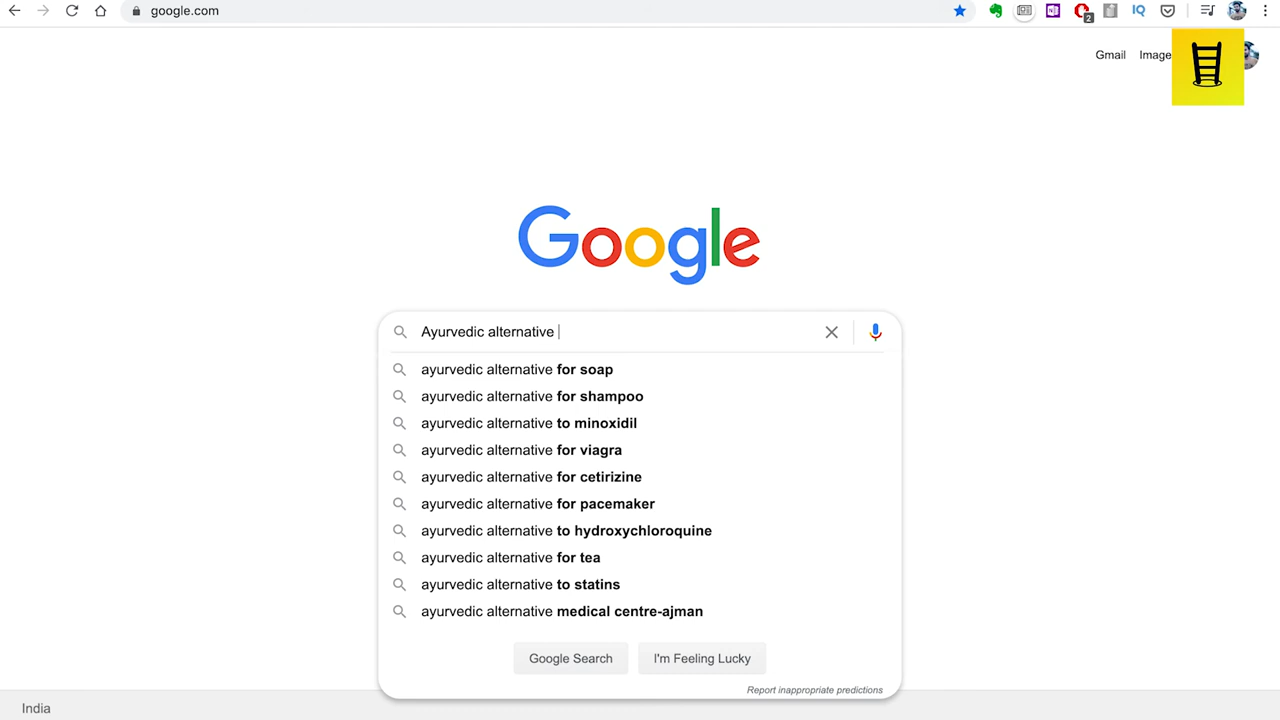 google.com
2
IQ
Gmail Image
Google
Ayurvedic alternative
ayurvedic alternative for soap
ayurvedic alternative for shampoo
ayurvedic alternative to minoxidil
ayurvedic alternative for viagra
ayurvedic alternative for cetirizine
ayurvedic alternative for pacemaker
ayurvedic alternative to hydroxychloroquine
ayurvedic alternative for tea
ayurvedic alternative to statins
ayurvedic alternative medical centre-ajman
Google Search I'm Feeling Lucky
Report inappropriate predictions
India